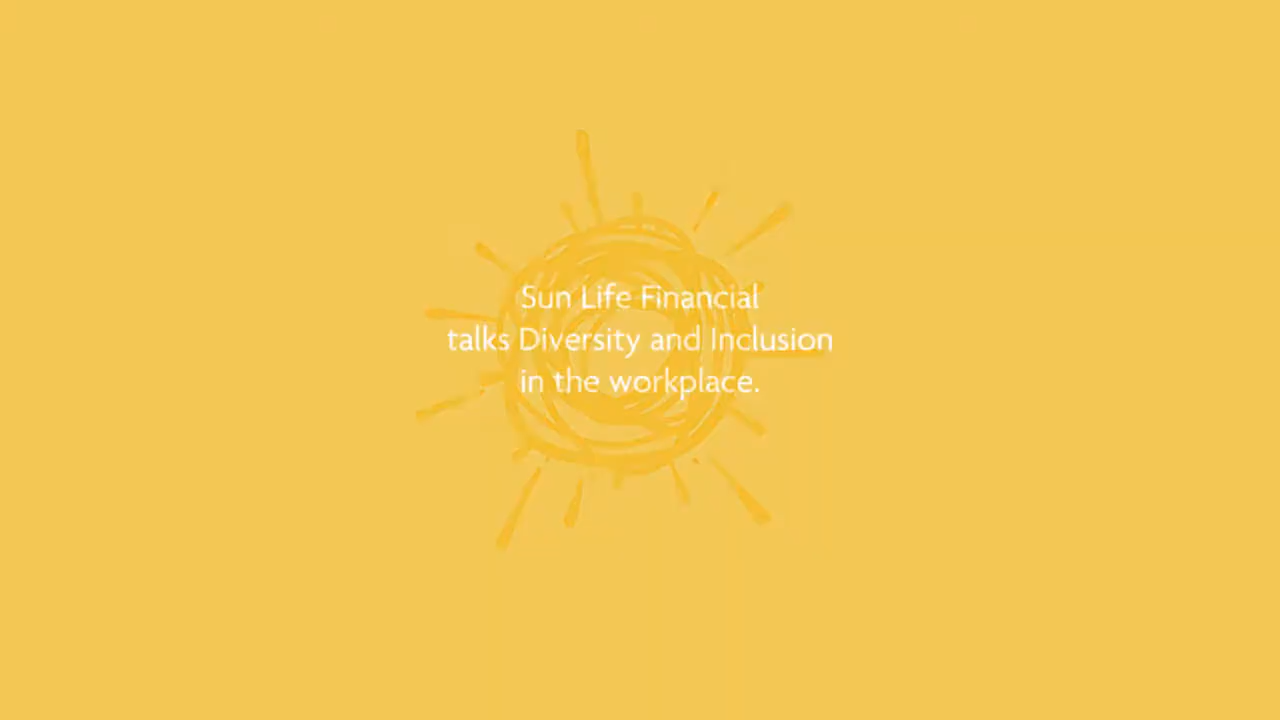 Sun Life Financial
talks Diversity and Inclusion
in the workplace.